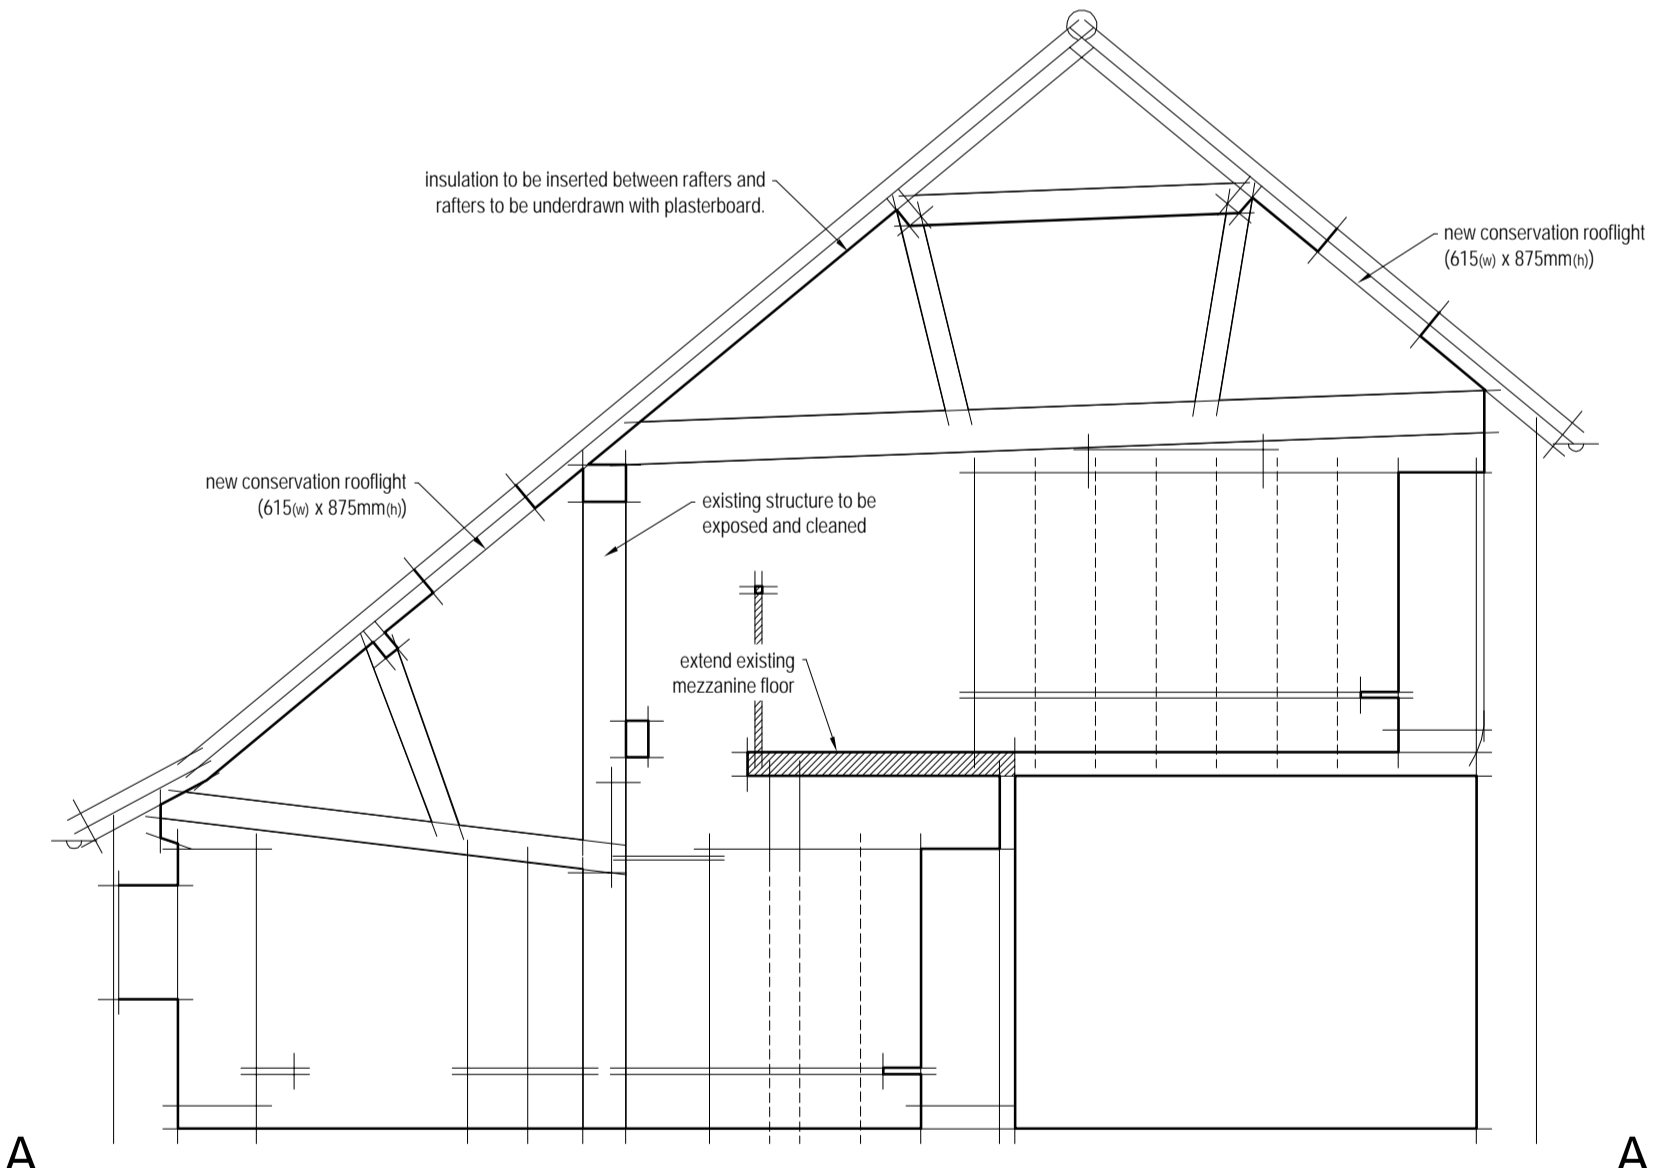 insulation to be inserted between rafters and
rafters to be underdrawn with plasterboard.
new conservation rooflight
(615(w) x 875mm(h))
new conservation rooflight
(615(w) x 875mm(h))
existing structure to be
exposed and cleaned
extend existing
mezzanine floor
A
A